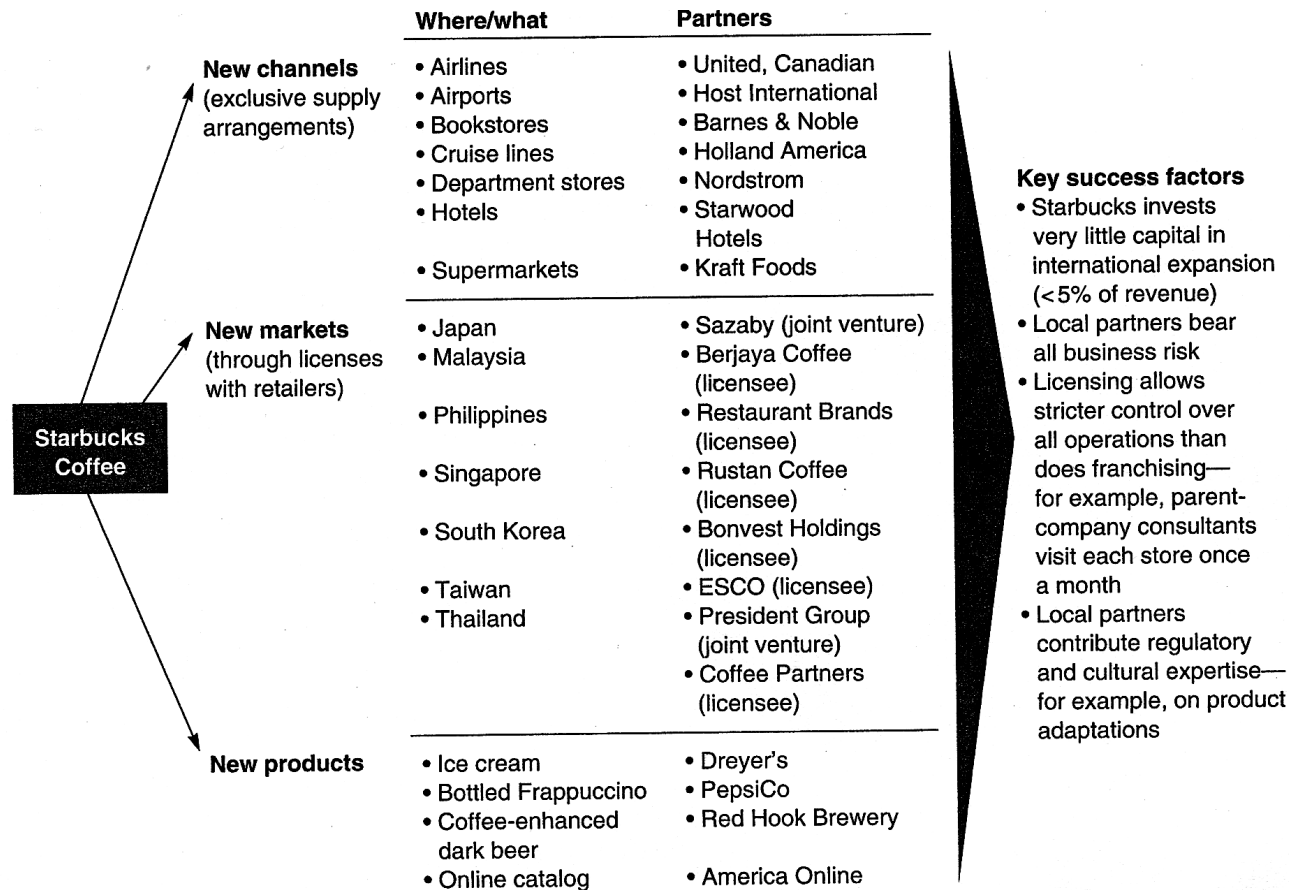 Where/what
Partners
New channels
(exclusive supply
arrangements)
• Airlines
• Airports
• Bookstores
• Cruise lines
• Department stores
• Hotels
• Supermarkets
• United, Canadian
• Host International
• Barnes & Noble
• Holland America
• Nordstrom
• Starwood
Hotels
• Kraft Foods
New markets
(through licenses
with retailers)
• Japan
• Malaysia
• Philippines
• Singapore
• South Korea
• Taiwan
• Thailand
• Sazaby (joint venture)
• Berjaya Coffee
(licensee)
• Restaurant Brands
(licensee)
• Rustan Coffee
(licensee)
• Bonvest Holdings
(licensee)
• ESCO (licensee)
• President Group
(joint venture)
• Coffee Partners
(licensee)
Starbucks
Coffee
New products
• Ice cream
• Bottled Frappuccino
• Coffee-enhanced
dark beer
• Online catalog
• Dreyer's
• PepsiCo
• Red Hook Brewery
• America Online
Key success factors
• Starbucks invests
very little capital in
international expansion
(<5% of revenue)
• Local partners bear
all business risk
• Licensing allows
stricter control over
all operations than
does franchising—
for example, parent-
company consultants
visit each store once
a month
• Local partners
contribute regulatory
and cultural expertise—
for example, on product
adaptations